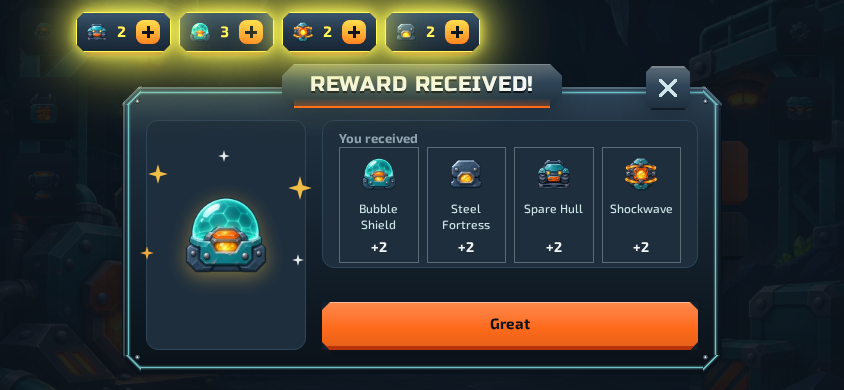 2 + 3 + 2 + 2 +
REWARD RECEIVED!
You received
Bubble
Shield
+2
Steel
Fortress
+2
Spare Hull
+2
Shockwave
+2
Great